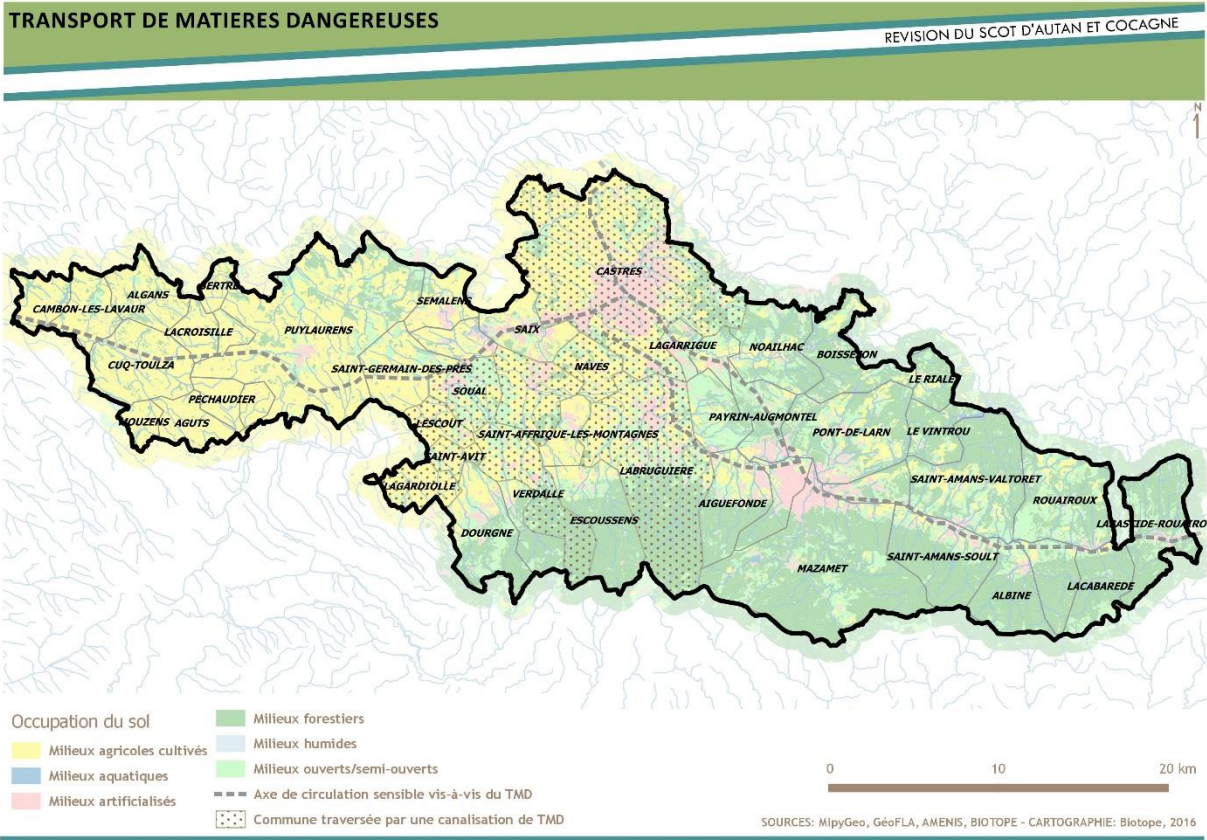 TRANSPORT DE MATIERES DANGEREUSES
REVISION DU SCOT D'AUTAN ET COCAGNE
N
CASTRES
ALGANS
BERTRE
CAMBON-LES-LAVAUR
SEMALENS
LACROISILLE
PUYLAURENS
SAIX
LAGARRIGUE
NOAILHAC
BOISSEZON
CUQ-TOULZA
SAINT-GERMAIN-DES-PRES
NAVES
LE RIALE
SOUAL
PECHAUDIER
PAYRIN-AUGMONTEL
MOUZENS
AGUTS
LESCOUT
SAINT-AFFRIQUE-LES-MONTAGNES
PONT-DE-LARN
LE VINTROU
SAINT-AVIT
LABRUGUIERE
SAINT-AMANS-VALTORET
LAGARDIOLLE
VERDALLE
AIGUEFONDE
ROUAIROUX
ESCOUSSENS
LABASTIDE-ROUAIRO
DOURGNE
SAINT-AMANS-SOULT
MAZAMET
ALBINE
LACABAREDE
Occupation du sol
Milieux agricoles cultivés
Milieux aquatiques
Milieux artificialisés
Milieux forestiers
Milieux humides
Milieux ouverts/semi-ouverts
Axe de circulation sensible vis-à-vis du TMD
Commune traversée par une canalisation de TMD
0 10 20 km
SOURCES: MipyGeo, GéoFLA, AMENIS, BIOTOPE - CARTOGRAPHIE: Biotope, 2016